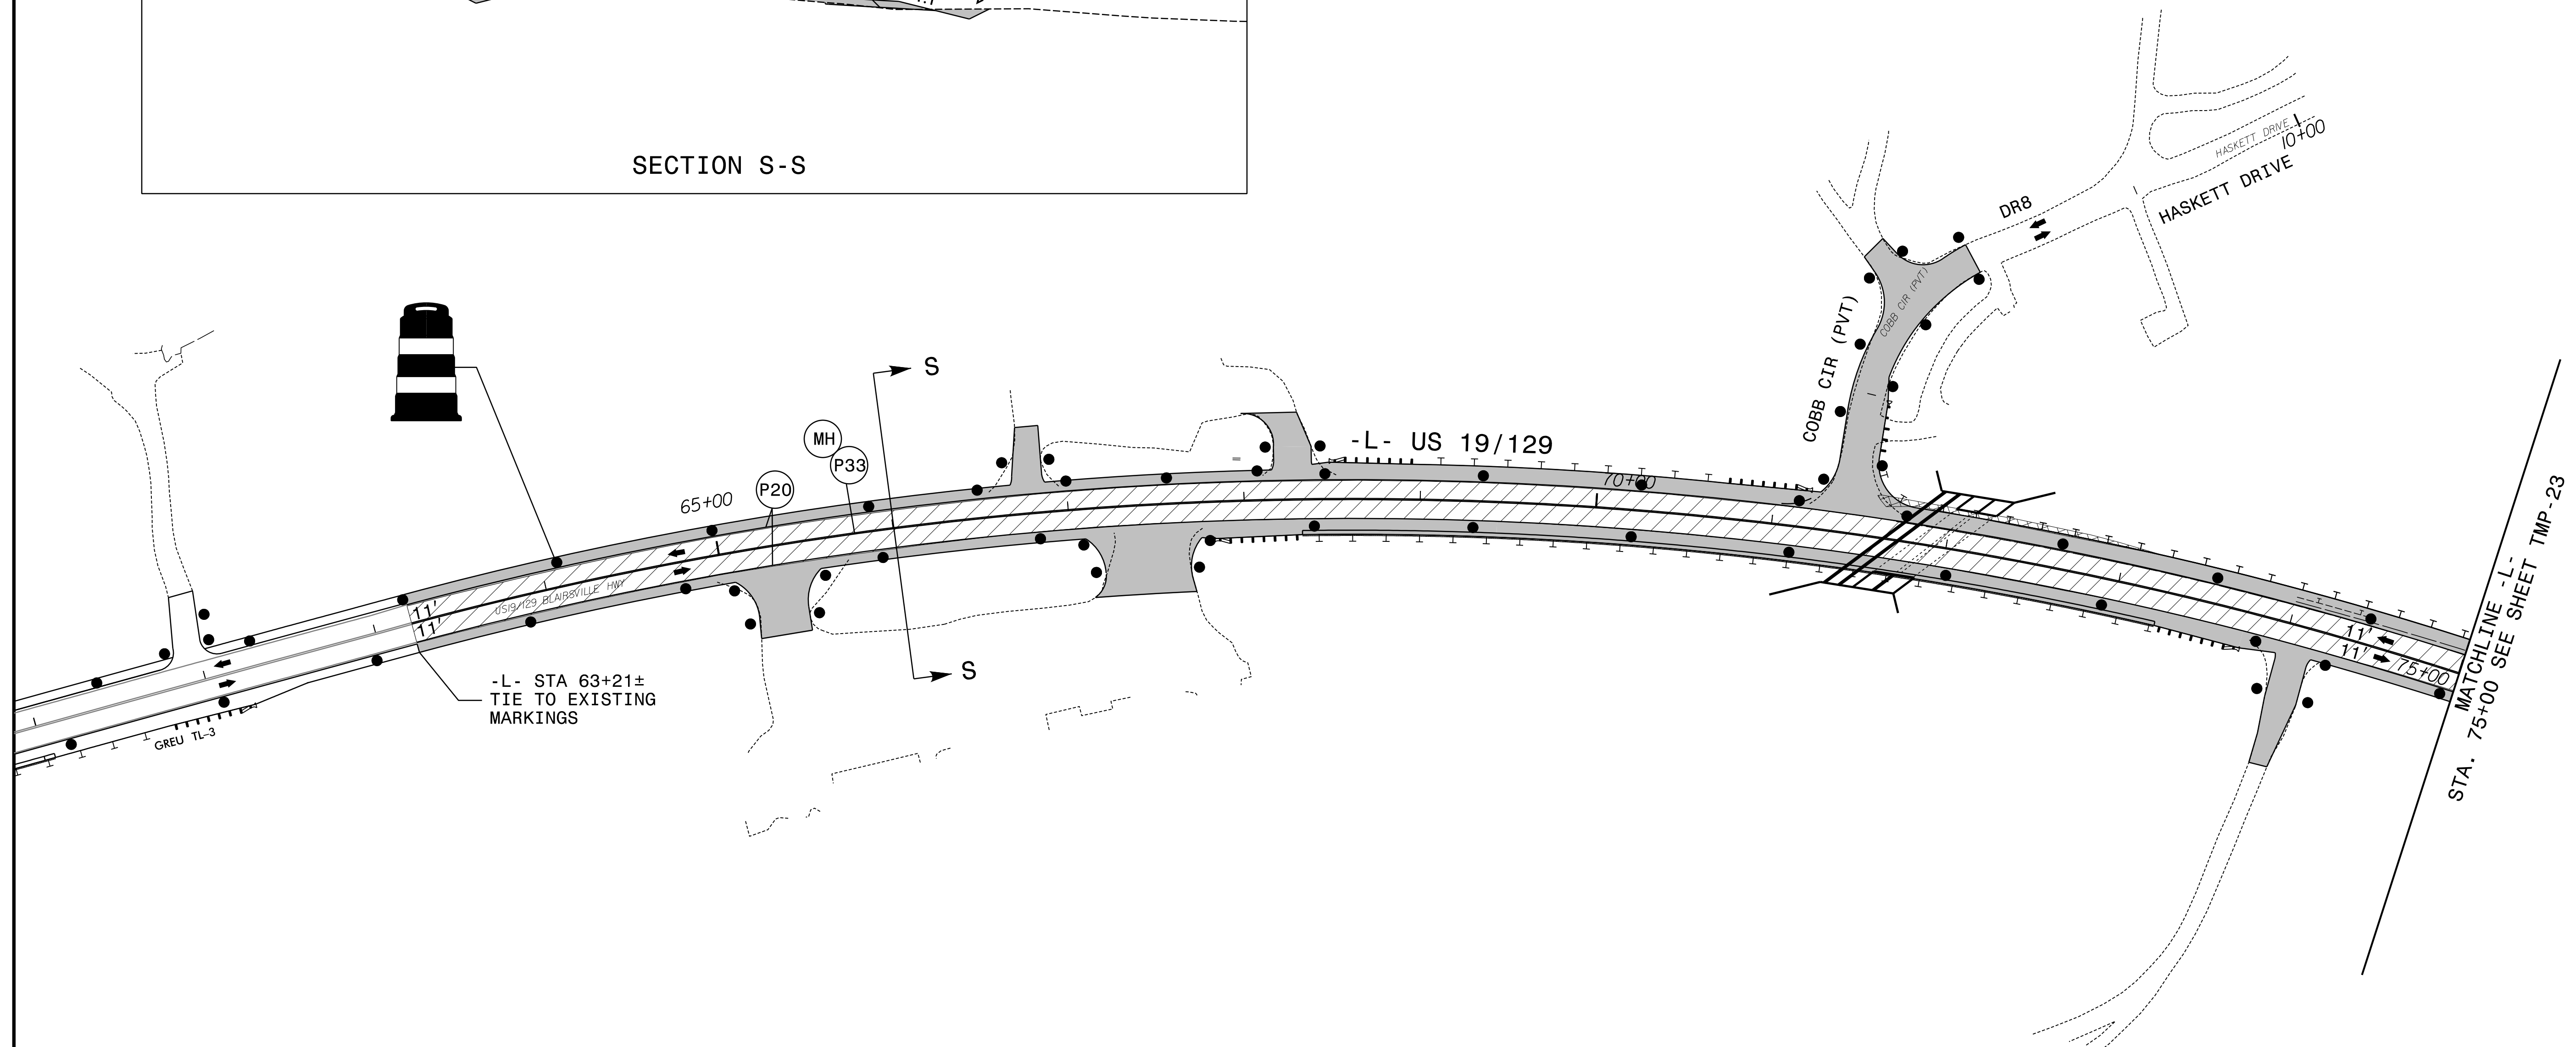 SECTION S-S
HASKETT DRIVE
10+00
HASKETT DRIVE
DR8
COBB CIR (PVT)
COBB CIR (PVT)
S
MH
P33
P20
65+00
-L- US 19/129
70+00
US19/129 BLAIRSVILLE HWY
11'
11'
S
-L- STA 63+21±
TIE TO EXISTING
MARKINGS
GREU TL-3
11'
11'
75+00
MATCHLINE -L-
STA. 75+00 SEE SHEET TMP-23